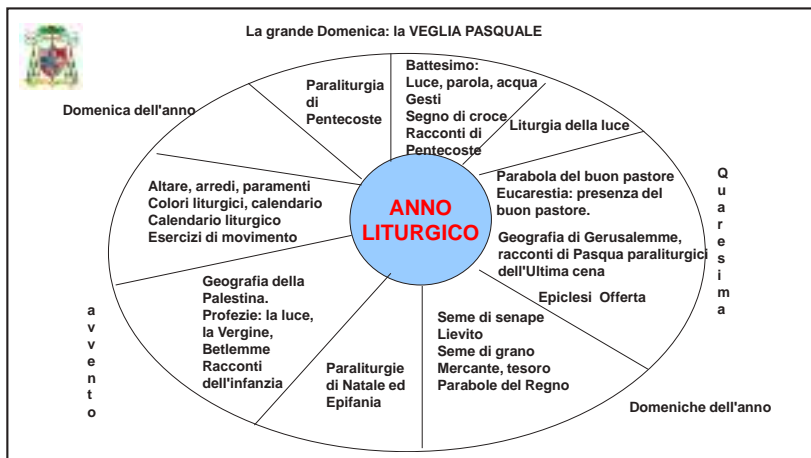 La grande Domenica: la VEGLIA PASQUALE
Domenica dell'anno
Paraliturgia
di
Pentecoste
Battesimo:
Luce, parola, acqua
Gesti
Segno di croce
Racconti di
Pentecoste
Liturgia della luce
Parabola del buon pastore
Eucarestia: presenza del
buon pastore.
Geografia di Gerusalemme,
racconti di Pasqua paraliturgici
dell'Ultima cena
Epiclesi Offerta
Quaresima
Altare, arredi, paramenti
Colori liturgici, calendario
Calendario liturgico
Esercizi di movimento
ANNO
LITURGICO
Geografia della
Palestina.
Profezie: la luce,
la Vergine,
Betlemme
Racconti
dell'infanzia
avvento
Paraliturgie
di Natale ed
Epifania
Seme di senape
Lievito
Seme di grano
Mercante, tesoro
Parabole del Regno
Domeniche dell'anno